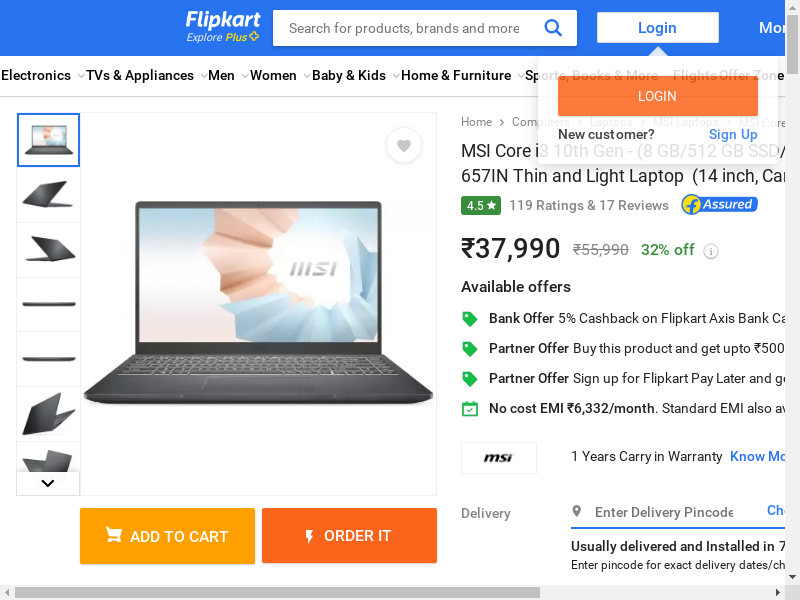 Flipkart
Explore Plus
Search for products, brands and more
Login
Mor
Electronics
TVs & Appliances
Men
Women
Baby & Kids
Home & Furniture
Sports, Books & More
Flights
Offer Zone
LOGIN
New customer?
Sign Up
Home
Computers
Laptops
MSI Laptops
MSI Core
MSI Core i3 10th Gen - (8 GB/512 GB SSD/
657IN Thin and Light Laptop (14 inch, Car
4.5
119 Ratings & 17 Reviews
Assured
₹37,990
₹55,990
32% off
Available offers
Bank Offer 5% Cashback on Flipkart Axis Bank Ca
Partner Offer Buy this product and get upto ₹500
Partner Offer Sign up for Flipkart Pay Later and ge
No cost EMI ₹6,332/month. Standard EMI also av
msi
msi
1 Years Carry in Warranty
Know Mo
Delivery
Enter Delivery Pincode
Che
Usually delivered and Installed in 7
Enter pincode for exact delivery dates/ch
ADD TO CART
ORDER IT